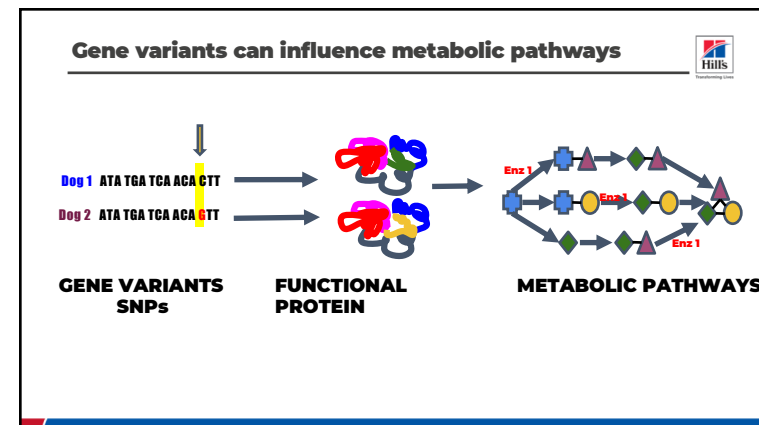 Gene variants can influence metabolic pathways
Hill's
Transforming Lives
Dog 1 ATA TGA TCA ACA CTT
Dog 2 ATA TGA TCA ACA GTT
Enz 1
Enz 1
Enz 1
GENE VARIANTS
SNPs
FUNCTIONAL
PROTEIN
METABOLIC PATHWAYS